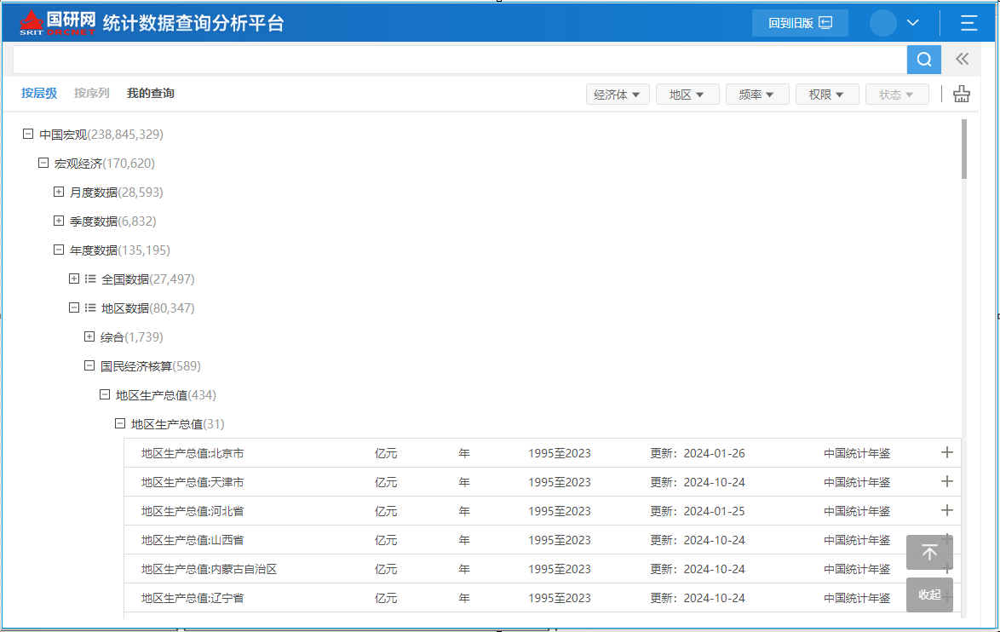 国研网 统计数据查询分析平台 回到旧版
SRIT DRCNET
按层级 按序列 我的查询 经济体 地区 频率 权限 状态
中国宏观(238,845,329)
宏观经济(170,620)
月度数据(28,593)
季度数据(6,832)
年度数据(135,195)
全国数据(27,497)
地区数据(80,347)
综合(1,739)
国民经济核算(589)
地区生产总值(434)
地区生产总值(31)
地区生产总值:北京市 亿元 年 1995至2023 更新：2024-01-26 中国统计年鉴
地区生产总值:天津市 亿元 年 1995至2023 更新：2024-10-24 中国统计年鉴
地区生产总值:河北省 亿元 年 1995至2023 更新：2024-01-25 中国统计年鉴
地区生产总值:山西省 亿元 年 1995至2023 更新：2024-10-24 中国统计年鉴
地区生产总值:内蒙古自治区 亿元 年 1995至2023 更新：2024-10-24 中国统计年鉴
地区生产总值:辽宁省 亿元 年 1995至2023 更新：2024-10-24 中国统计年鉴
收起